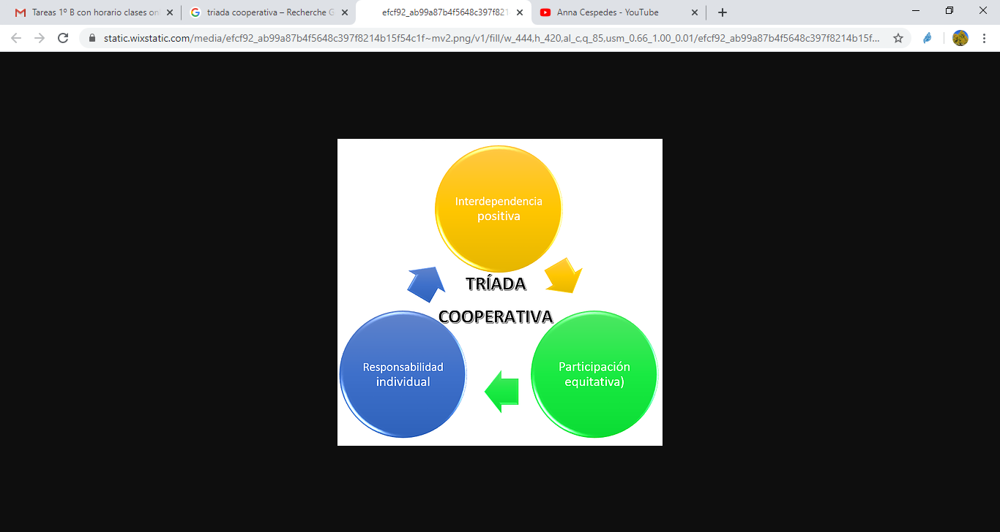 Tareas 1º B con horario clases onl
triada cooperativa – Recherche G
efcf92_ab99a87b4f5648c397f821
Anna Cespedes - YouTube
static.wixstatic.com/media/efcf92_ab99a87b4f5648c397f8214b15f54c1f~mv2.png/v1/fill/w_444,h_420,al_c,q_85,usm_0.66_1.00_0.01/efcf92_ab99a87b4f5648c397f8214b15f...
Interdependencia
positiva
TRÍADA
COOPERATIVA
Responsabilidad
individual
Participación
equitativa)